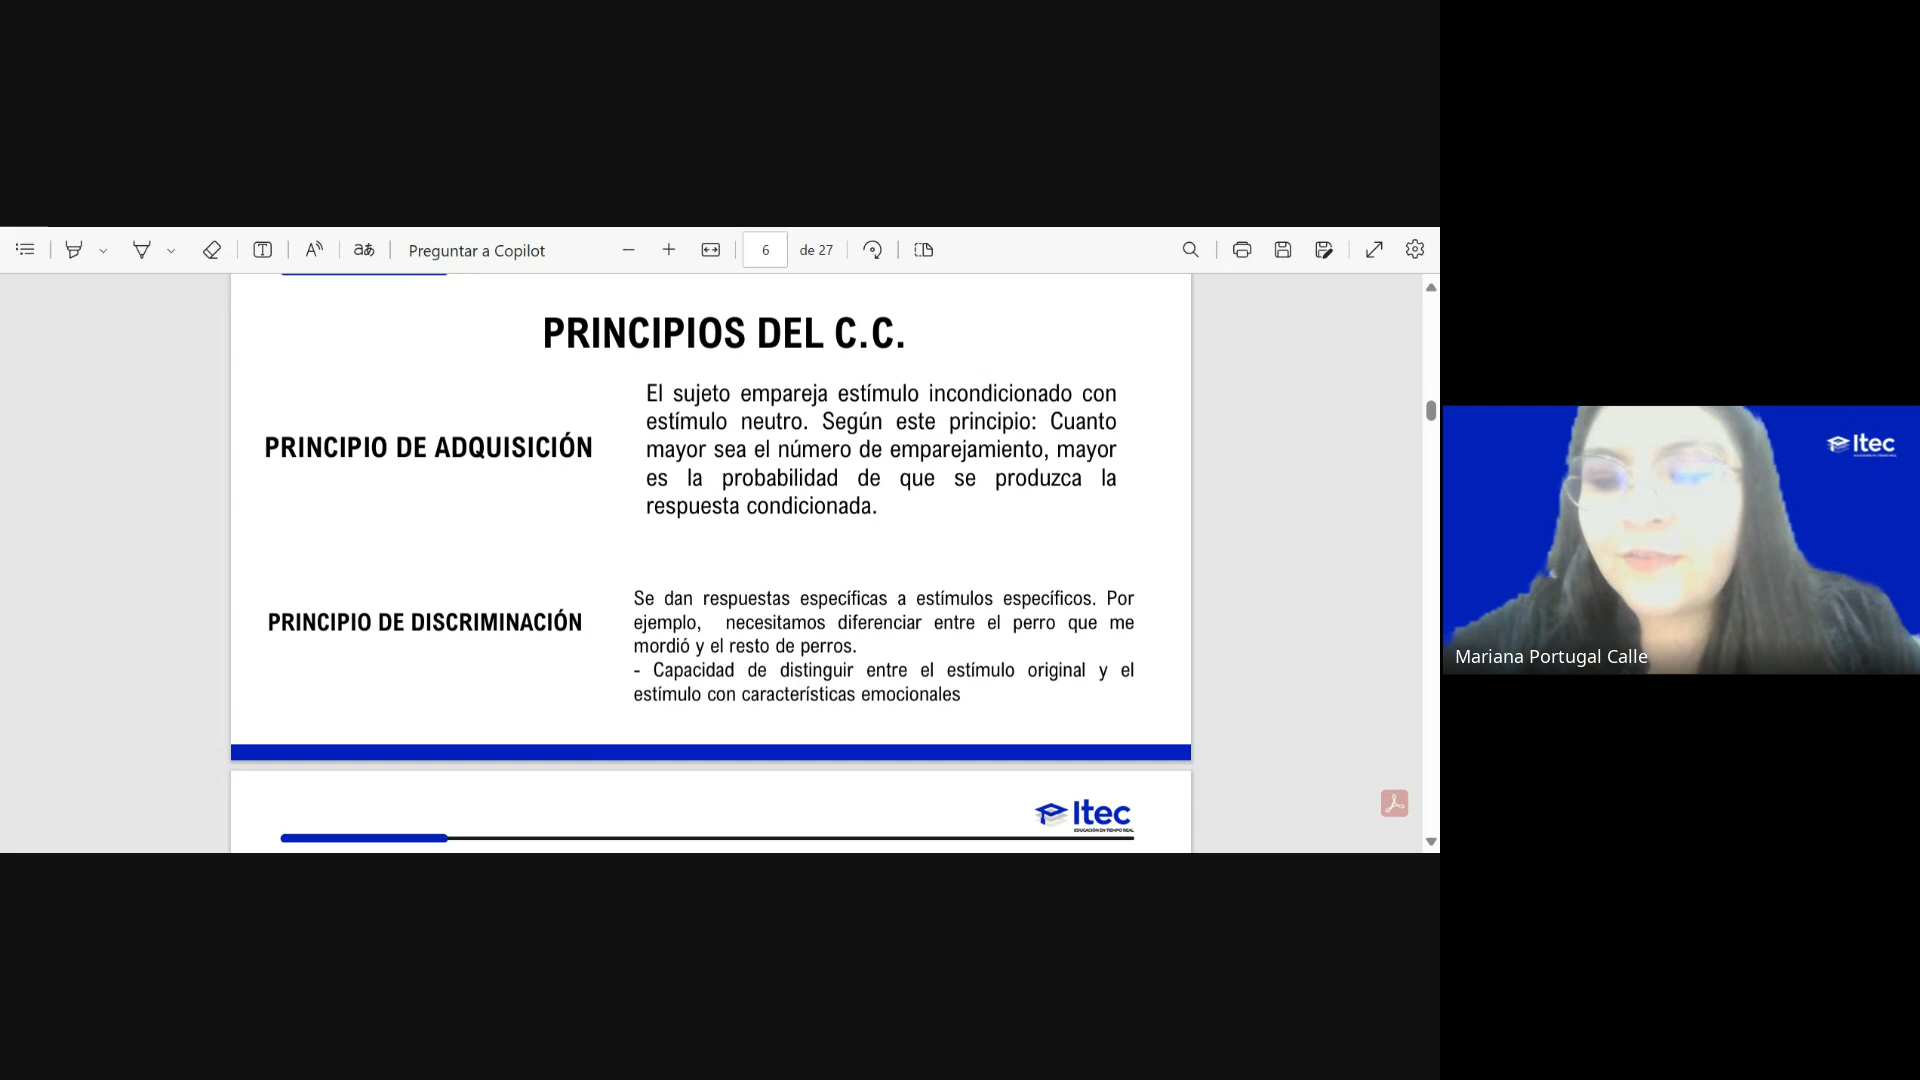 Preguntar a Copilot
6 de 27
PRINCIPIOS DEL C.C.
PRINCIPIO DE ADQUISICIÓN
El sujeto empareja estímulo incondicionado con
estímulo neutro. Según este principio: Cuanto
mayor sea el número de emparejamiento, mayor
es la probabilidad de que se produzca la
respuesta condicionada.
PRINCIPIO DE DISCRIMINACIÓN
Se dan respuestas específicas a estímulos específicos. Por
ejemplo, necesitamos diferenciar entre el perro que me
mordió y el resto de perros.
- Capacidad de distinguir entre el estímulo original y el
estímulo con características emocionales
Itec
EDUCACIÓN EN TIEMPO REAL
Itec
Mariana Portugal Calle